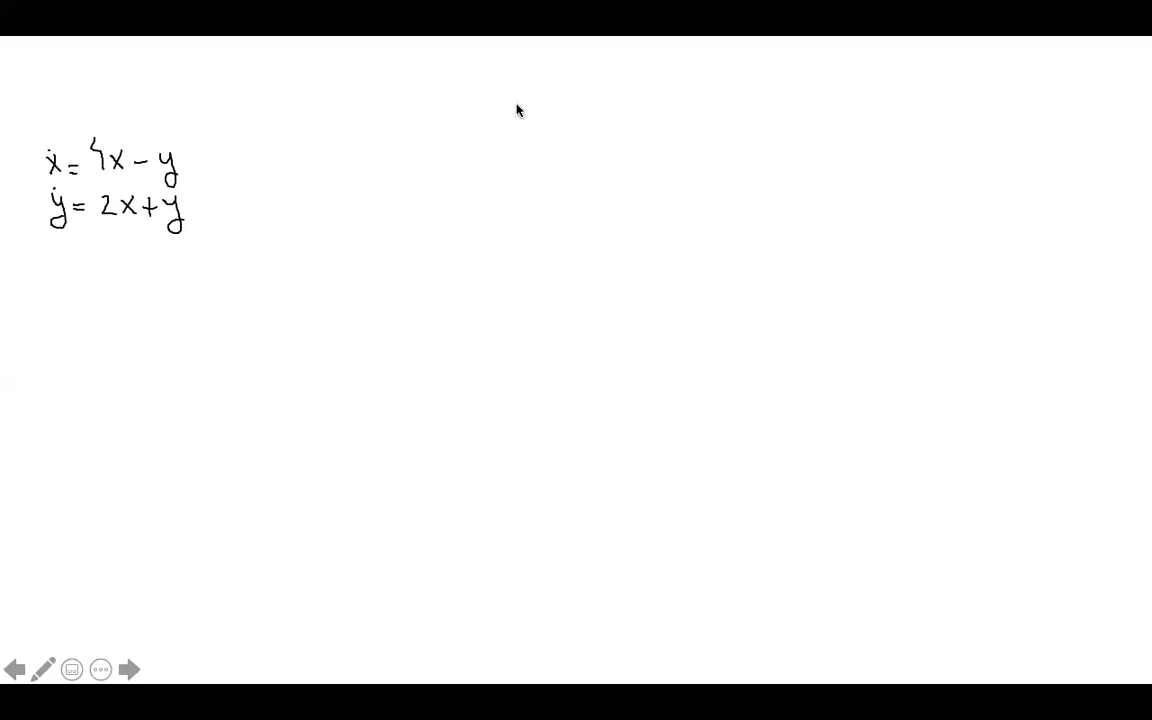 ẋ = 4x - y
ẏ = 2x + y